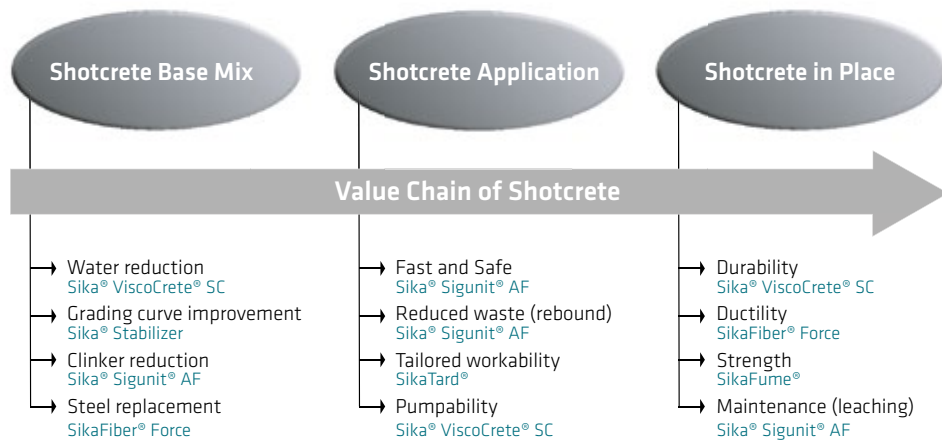 Shotcrete Base Mix
Shotcrete Application
Shotcrete in Place
Value Chain of Shotcrete
Water reduction
Sika® ViscoCrete® SC
Grading curve improvement
Sika® Stabilizer
Clinker reduction
Sika® Sigunit® AF
Steel replacement
SikaFiber® Force
Fast and Safe
Sika® Sigunit® AF
Reduced waste (rebound)
Sika® Sigunit® AF
Tailored workability
SikaTard®
Pumpability
Sika® ViscoCrete® SC
Durability
Sika® ViscoCrete® SC
Ductility
SikaFiber® Force
Strength
SikaFume®
Maintenance (leaching)
Sika® Sigunit® AF